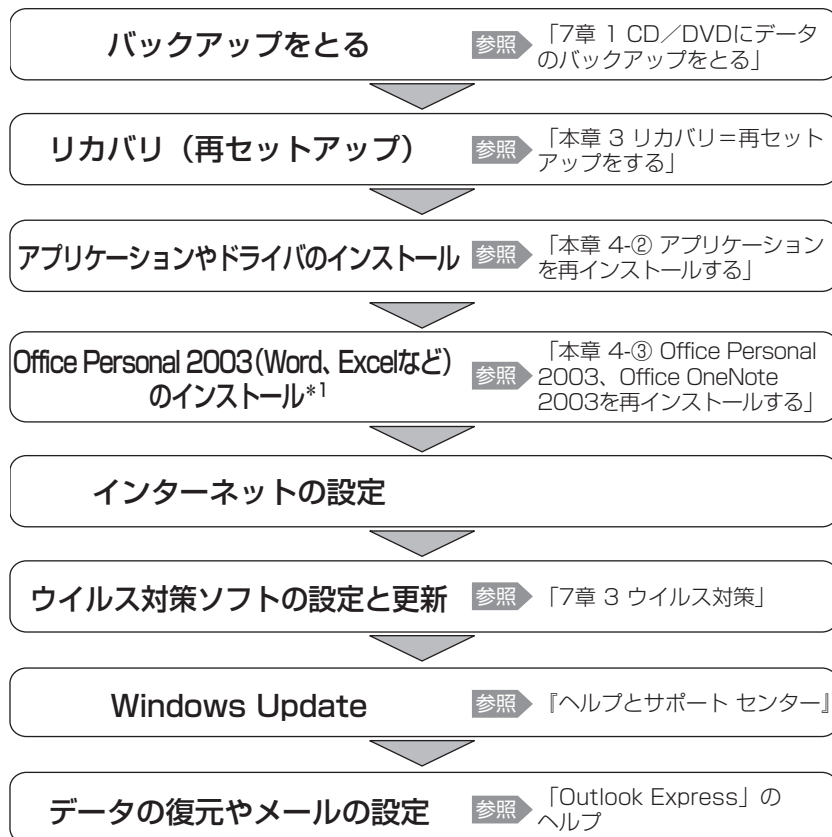 バックアップをとる
参照 「7章 1 CD／DVDにデータ
のバックアップをとる」
リカバリ（再セットアップ）
参照 「本章 3 リカバリ＝再セット
アップをする」
アプリケーションやドライバのインストール
参照 「本章 4-② アプリケーション
を再インストールする」
Office Personal 2003（Word、Excelなど）
のインストール*1
参照 「本章 4-③ Office Personal
2003、Office OneNote
2003を再インストールする」
インターネットの設定
ウイルス対策ソフトの設定と更新
参照 「7章 3 ウイルス対策」
Windows Update
参照 『ヘルプとサポート センター』
データの復元やメールの設定
参照 「Outlook Express」の
ヘルプ